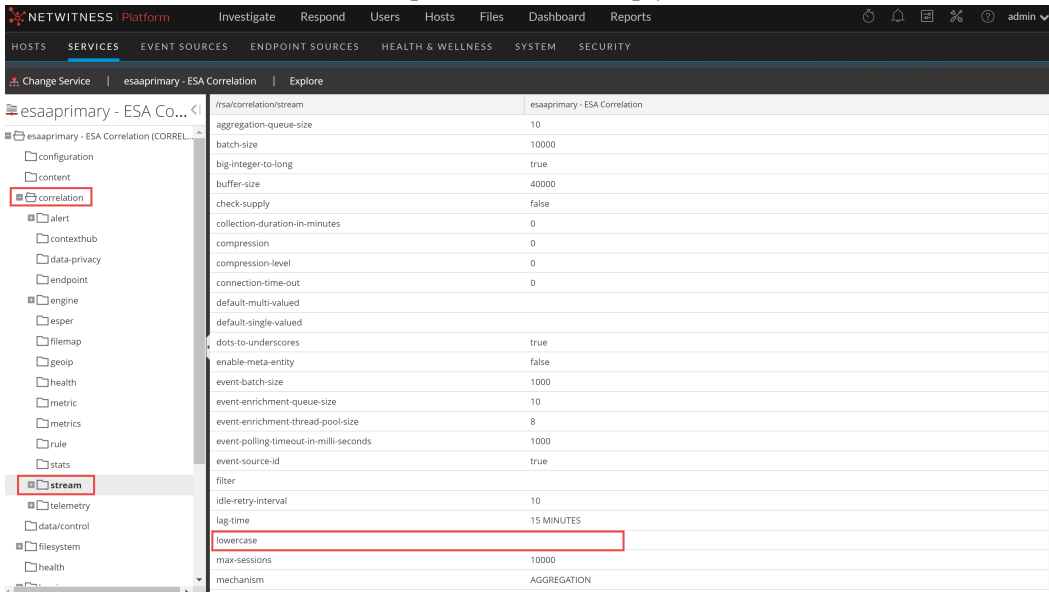 NETWITNESS Platform Investigate Respond Users Hosts Files Dashboard Reports admin
HOSTS SERVICES EVENT SOURCES ENDPOINT SOURCES HEALTH & WELLNESS SYSTEM SECURITY
Change Service | esaaprimary - ESA Correlation | Explore
esaaprimary - ESA Co...
esaaprimary - ESA Correlation (CORREL...
configuration
content
correlation
alert
contexthub
data-privacy
endpoint
engine
esper
filemap
geoip
health
metric
metrics
rule
stats
stream
telemetry
data/control
filesystem
health
/rsa/correlation/stream esaaprimary - ESA Correlation
aggregation-queue-size 10
batch-size 10000
big-integer-to-long true
buffer-size 40000
check-supply false
collection-duration-in-minutes 0
compression 0
compression-level 0
connection-time-out 0
default-multi-valued
default-single-valued
dots-to-underscores true
enable-meta-entity false
event-batch-size 1000
event-enrichment-queue-size 10
event-enrichment-thread-pool-size 8
event-polling-timeout-in-milli-seconds 1000
event-source-id true
filter
idle-retry-interval 10
lag-time 15 MINUTES
lowercase
max-sessions 10000
mechanism AGGREGATION